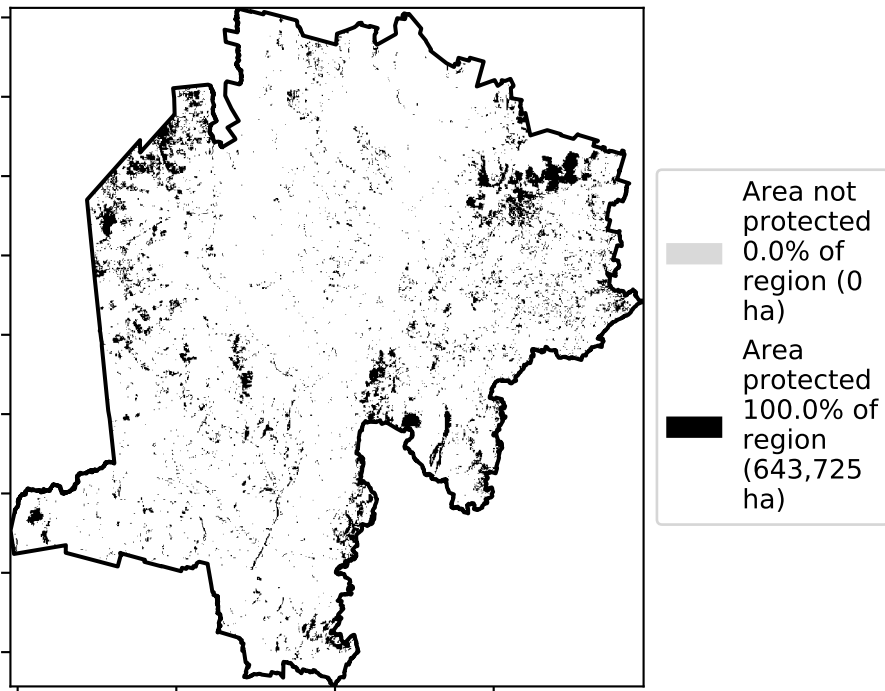 Area not
protected
0.0% of
region (0
ha)
Area
protected
100.0% of
region
(643,725
ha)